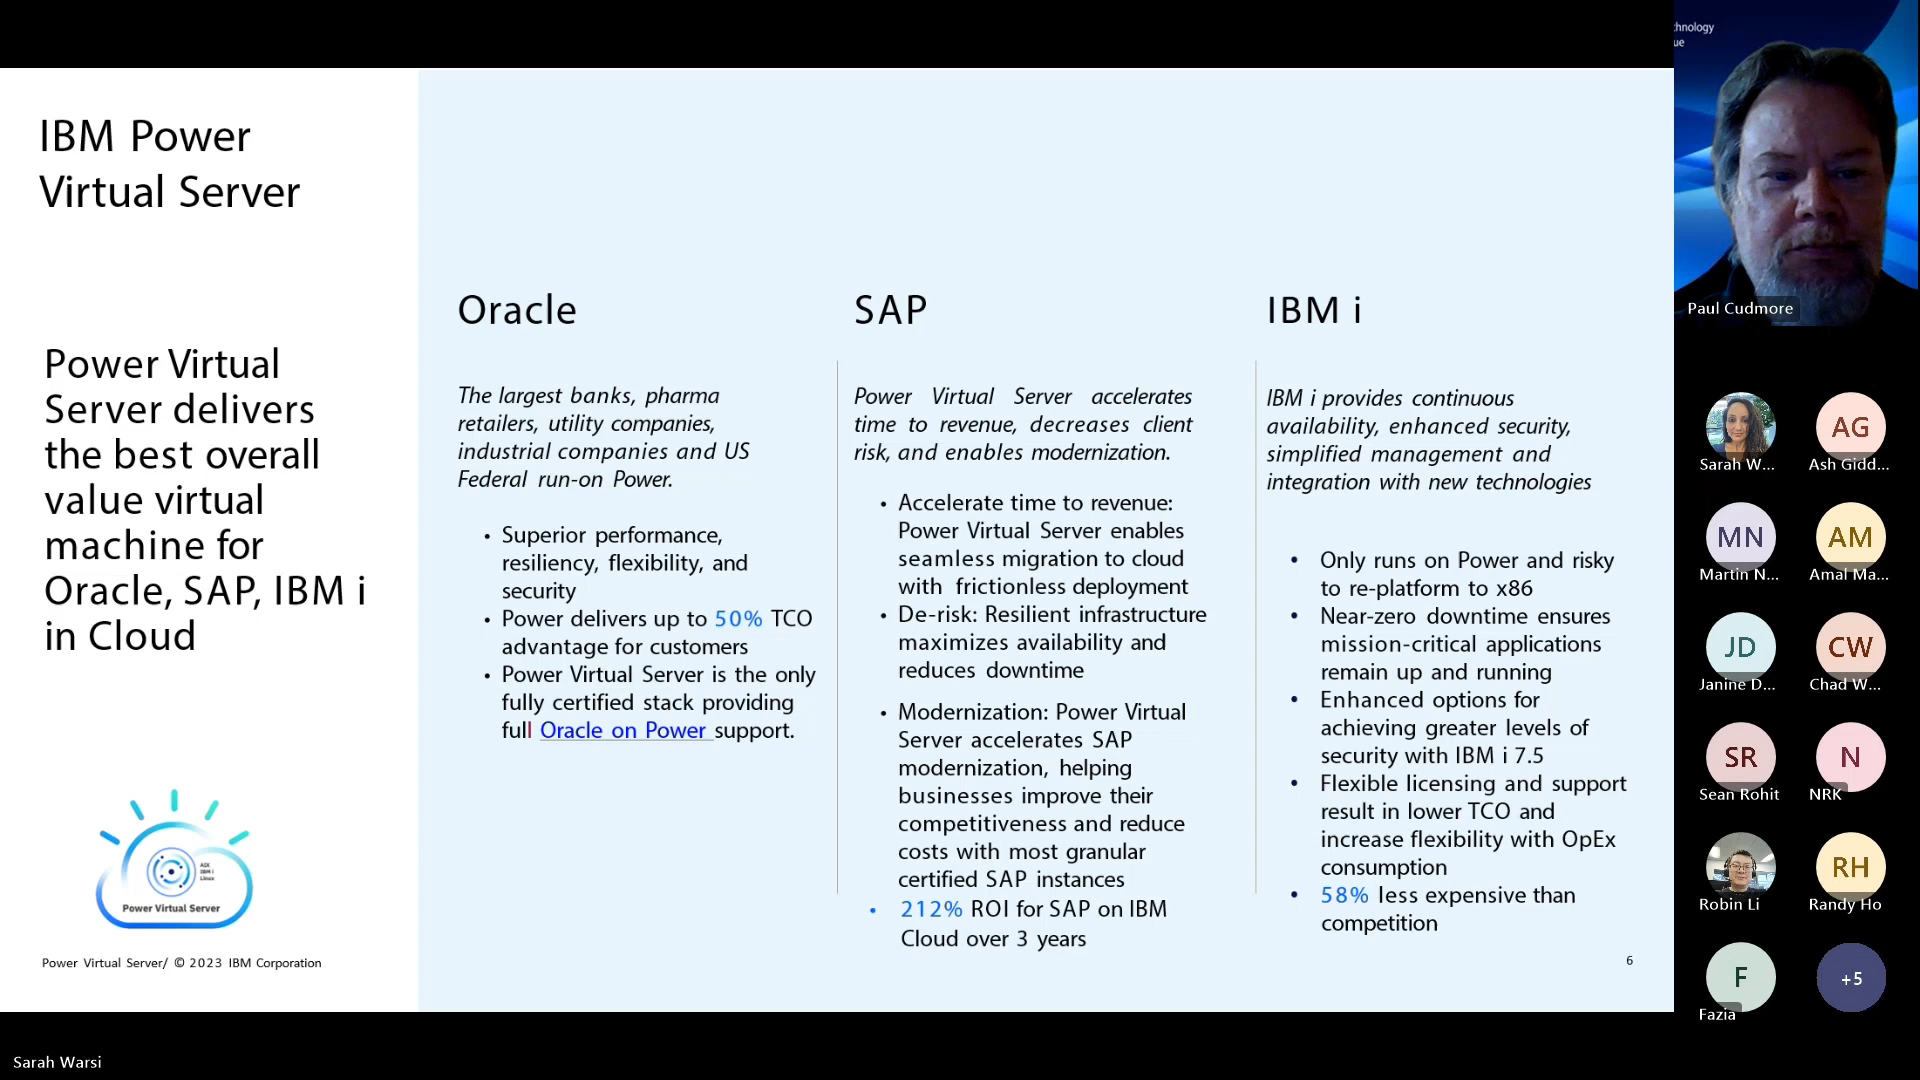 IBM Power
Virtual Server
Power Virtual
Server delivers
the best overall
value virtual
machine for
Oracle, SAP, IBM i
in Cloud
AIX
IBM i
Linux
Power Virtual Server
Power Virtual Server/ © 2023 IBM Corporation
Oracle
The largest banks, pharma
retailers, utility companies,
industrial companies and US
Federal run-on Power.
• Superior performance,
resiliency, flexibility, and
security
• Power delivers up to 50% TCO
advantage for customers
• Power Virtual Server is the only
fully certified stack providing
full Oracle on Power support.
SAP
Power Virtual Server accelerates
time to revenue, decreases client
risk, and enables modernization.
• Accelerate time to revenue:
Power Virtual Server enables
seamless migration to cloud
with frictionless deployment
• De-risk: Resilient infrastructure
maximizes availability and
reduces downtime
• Modernization: Power Virtual
Server accelerates SAP
modernization, helping
businesses improve their
competitiveness and reduce
costs with most granular
certified SAP instances
• 212% ROI for SAP on IBM
Cloud over 3 years
IBM i
IBM i provides continuous
availability, enhanced security,
simplified management and
integration with new technologies
• Only runs on Power and risky
to re-platform to x86
• Near-zero downtime ensures
mission-critical applications
remain up and running
• Enhanced options for
achieving greater levels of
security with IBM i 7.5
• Flexible licensing and support
result in lower TCO and
increase flexibility with OpEx
consumption
• 58% less expensive than
competition
6
hnology
ue
Paul Cudmore
Sarah W...
AG
Ash Gidd...
MN
Martin N...
AM
Amal Ma...
JD
Janine D...
CW
Chad W...
SR
Sean Rohit
N
NRK
Robin Li
RH
Randy Ho
F
Fazia
+5
Sarah Warsi